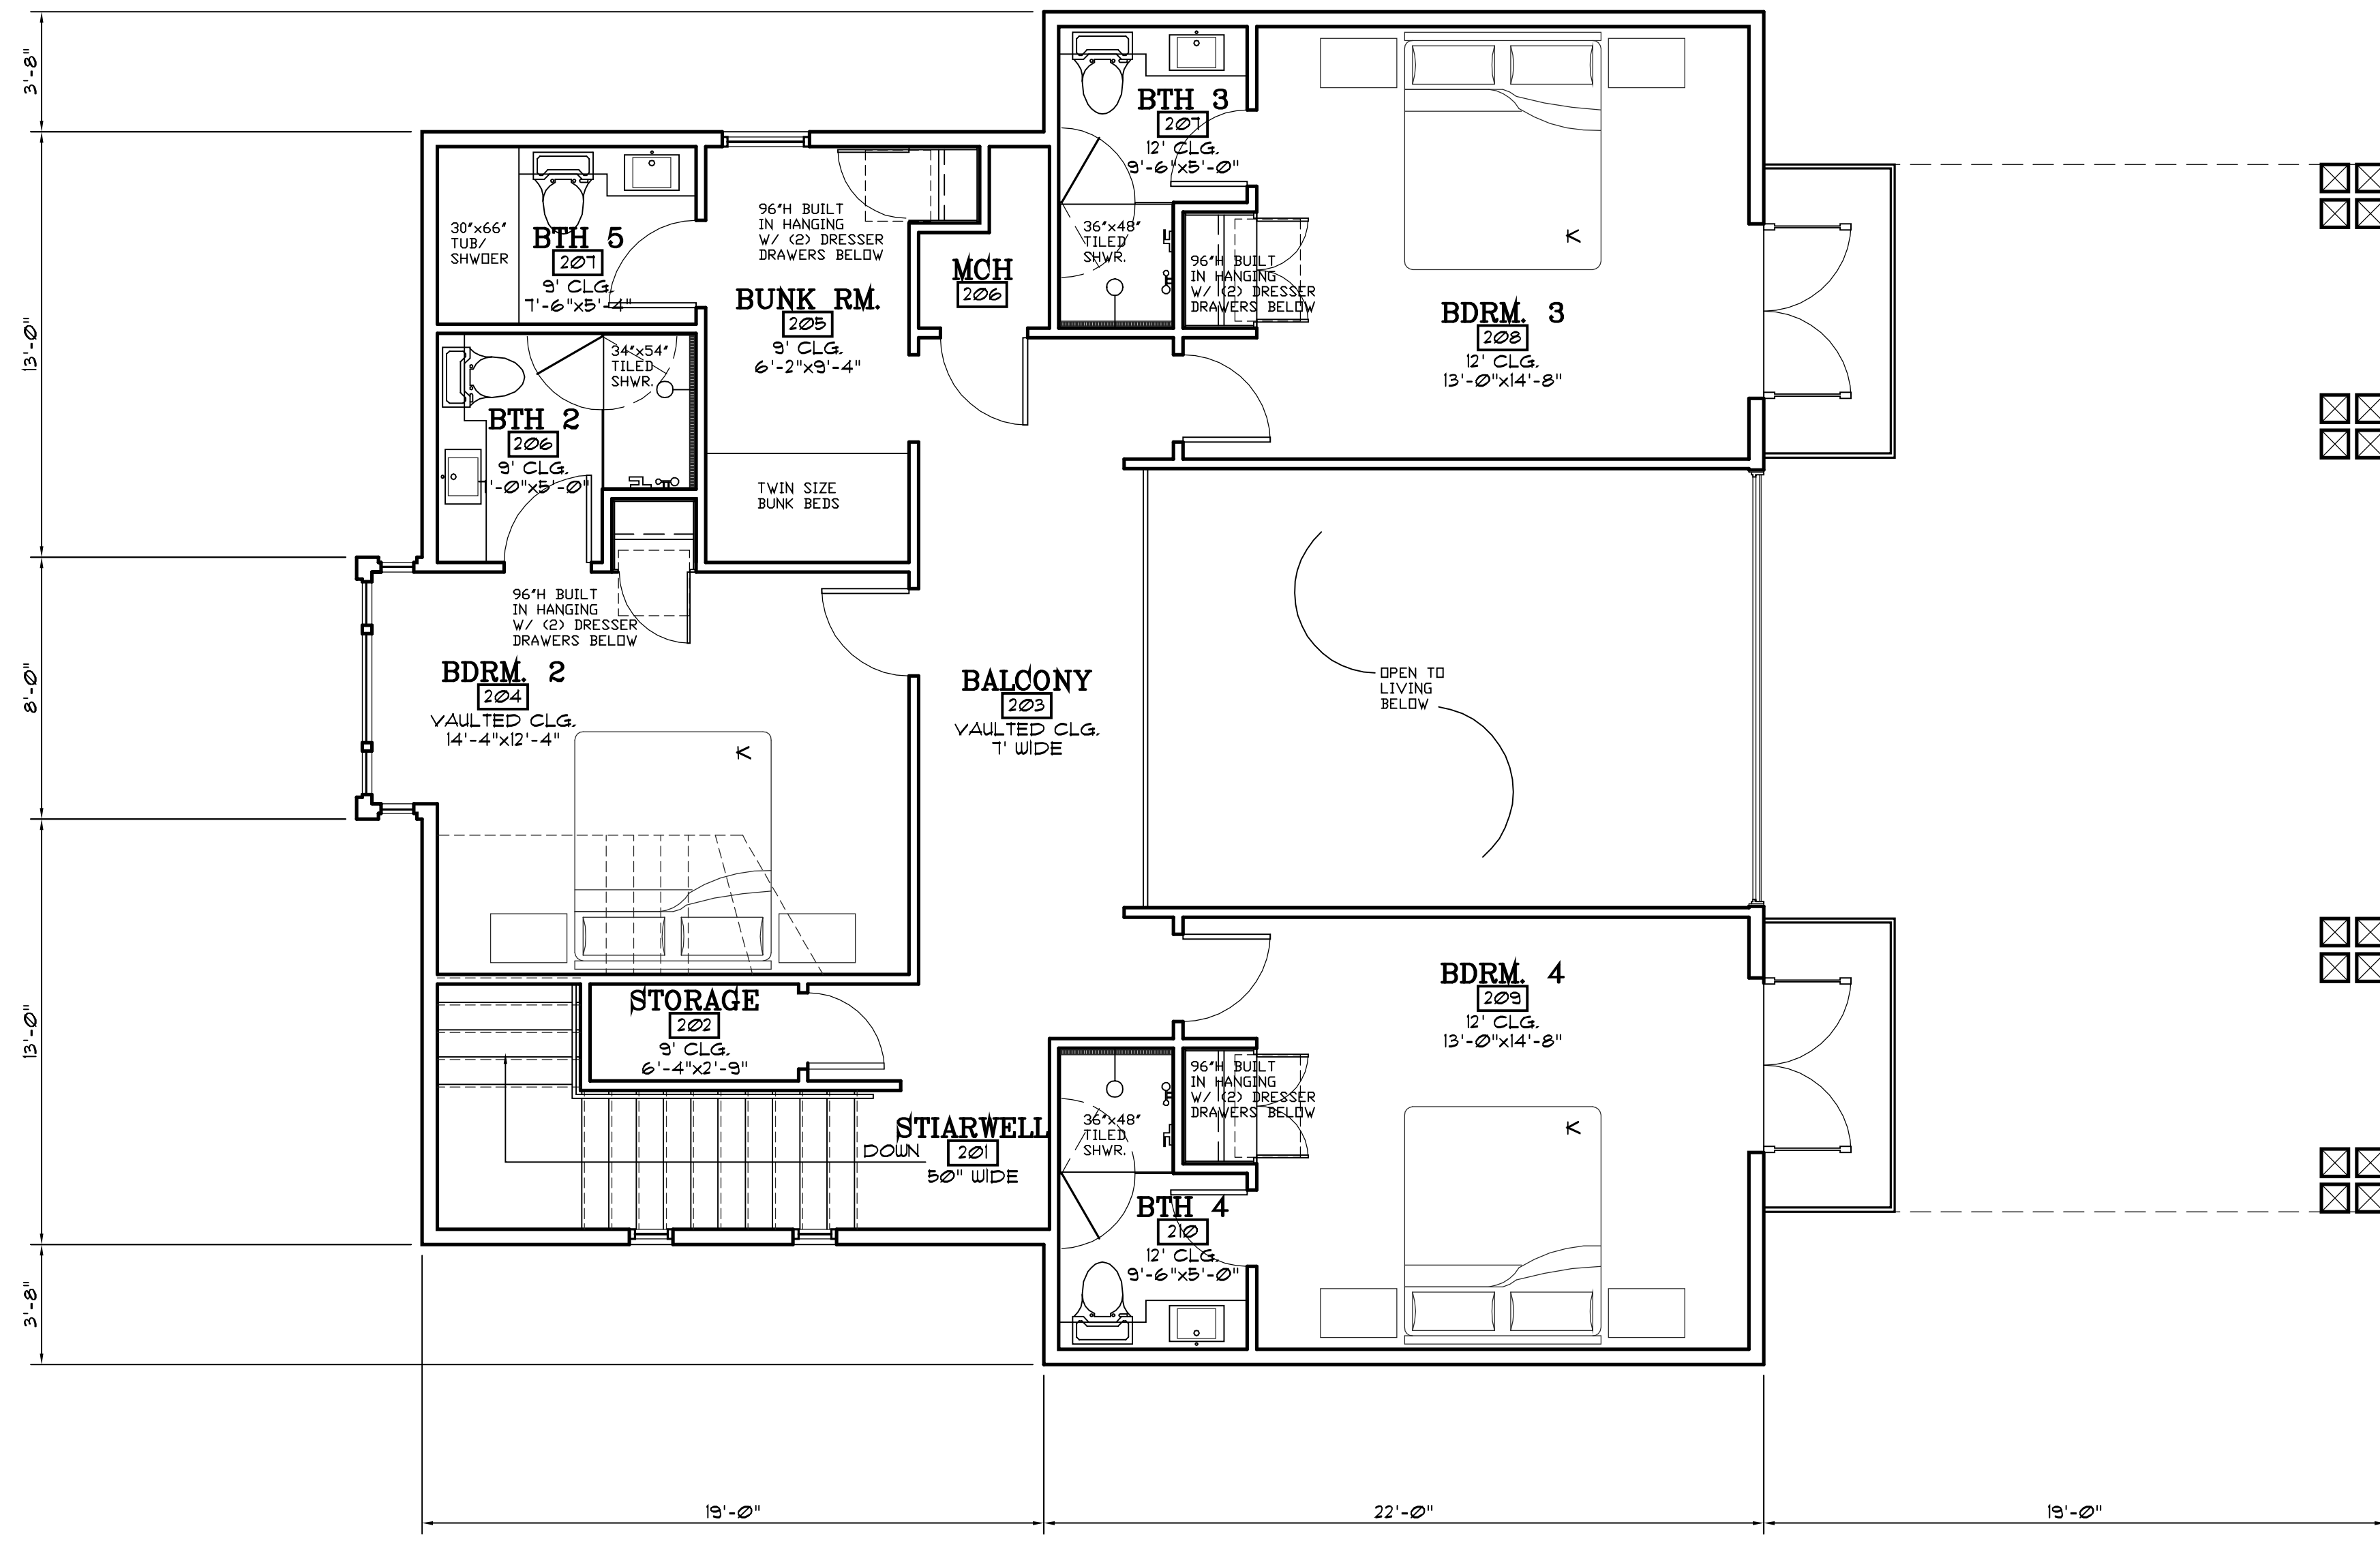 3'-8"
13'-0"
8'-0"
13'-0"
3'-8"
BTH 3
207
12' CLG.
9'-6"x5'-0"
36"x48"
TILED
SHWR.
96"H BUILT
IN HANGING
W/ (2) DRESSER
DRAWERS BELOW
K
BDRM. 3
208
12' CLG.
13'-0"x14'-8"
30"x66"
TUB/
SHWOER
BTH 5
207
9' CLG.
7'-6"x5'-4"
96"H BUILT
IN HANGING
W/ (2) DRESSER
DRAWERS BELOW
BUNK RM.
205
9' CLG.
6'-2"x9'-4"
MCH
206
34"x54"
TILED
SHWR.
BTH 2
206
9' CLG.
7'-0"x5'-0"
TWIN SIZE
BUNK BEDS
96"H BUILT
IN HANGING
W/ (2) DRESSER
DRAWERS BELOW
BDRM. 2
204
VAULTED CLG.
14'-4"x12'-4"
K
BALCONY
203
VAULTED CLG.
7' WIDE
OPEN TO
LIVING
BELOW
STORAGE
202
9' CLG.
6'-4"x2'-9"
STIARWELL
201
50" WIDE
DOWN
BDRM. 4
209
12' CLG.
13'-0"x14'-8"
96"H BUILT
IN HANGING
W/ (2) DRESSER
DRAWERS BELOW
36"x48"
TILED
SHWR.
K
BTH 4
210
12' CLG.
9'-6"x5'-0"
19'-0"
22'-0"
19'-0"